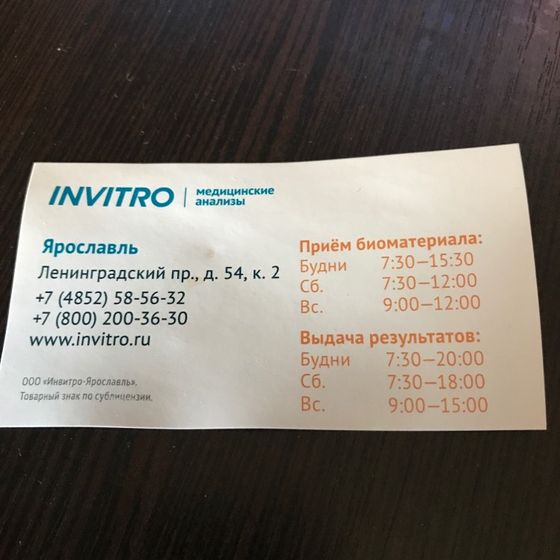 INVITRO
медицинские
анализы
Ярославль
Ленинградский пр., д. 54, к. 2
+7 (4852) 58-56-32
+7 (800) 200-36-30
www.invitro.ru
ООО «Инвитро-Ярославль».
Товарный знак по сублицензии.
Приём биоматериала:
Будни 7:30—15:30
Сб. 7:30—12:00
Вс. 9:00—12:00
Выдача результатов:
Будни 7:30—20:00
Сб. 7:30—18:00
Вс. 9:00—15:00